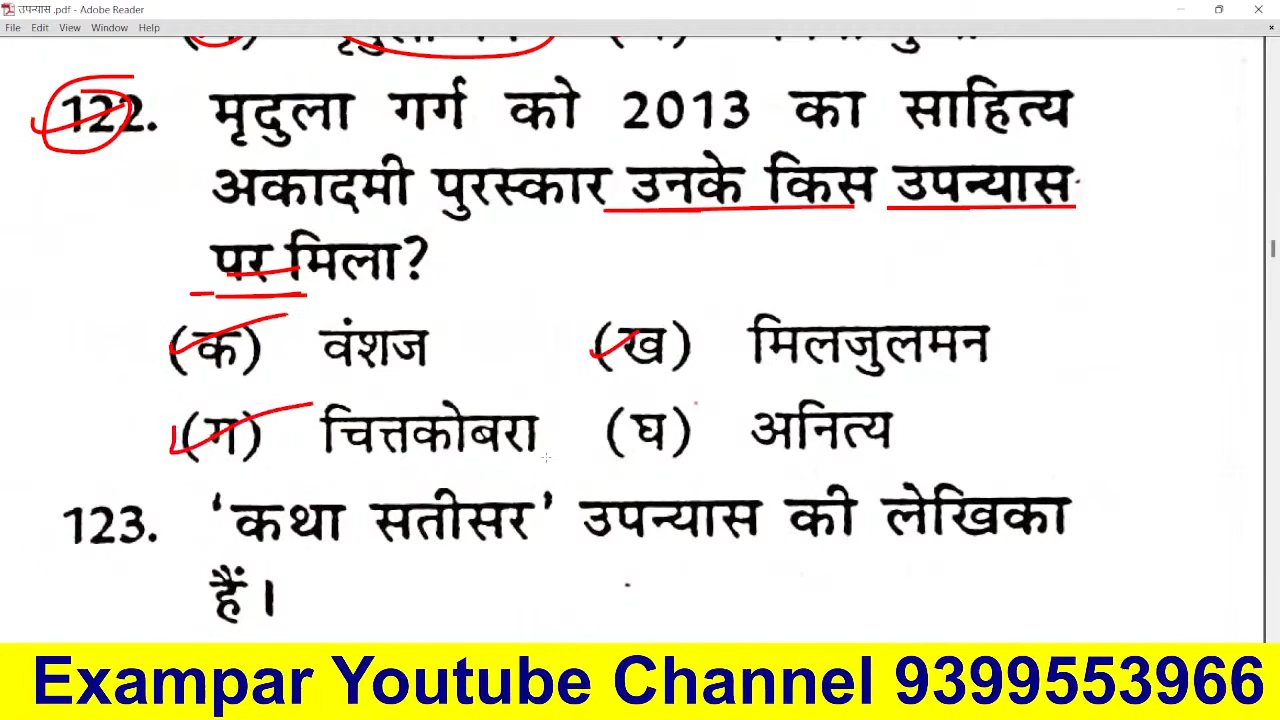 उपन्यास .pdf - Adobe Reader
File Edit View Window Help
122. मृदुला गर्ग को 2013 का साहित्य
अकादमी पुरस्कार उनके किस उपन्यास
पर मिला?
(क) वंशज (ख) मिलजुलमन
(ग) चित्तकोबरा (घ) अनित्य
123. 'कथा सतीसर' उपन्यास की लेखिका
हैं।
Exampar Youtube Channel 9399553966